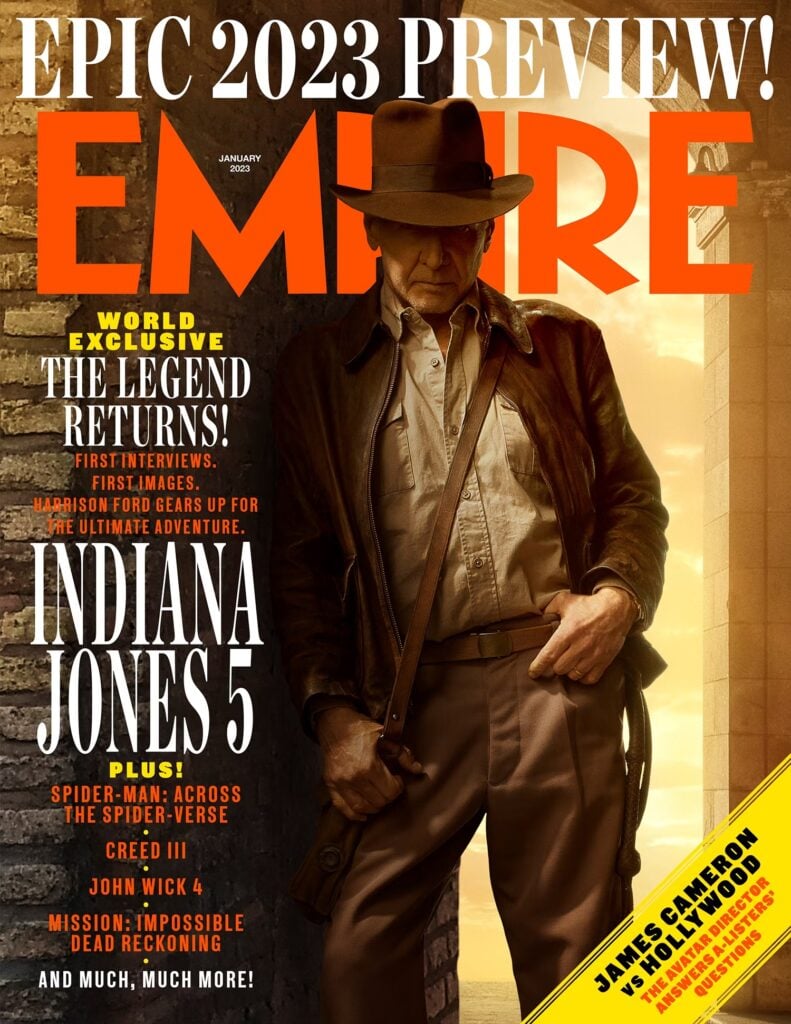 EPIC 2023 PREVIEW!
EMPIRE
JANUARY
2023
WORLD
EXCLUSIVE
THE LEGEND
RETURNS!
FIRST INTERVIEWS.
FIRST IMAGES.
HARRISON FORD GEARS UP FOR
THE ULTIMATE ADVENTURE.
INDIANA
JONES 5
PLUS!
SPIDER-MAN: ACROSS
THE SPIDER-VERSE
CREED III
JOHN WICK 4
MISSION: IMPOSSIBLE
DEAD RECKONING
AND MUCH, MUCH MORE!
JAMES CAMERON
VS HOLLYWOOD
THE AVATAR DIRECTOR
ANSWERS A-LISTERS'
QUESTIONS